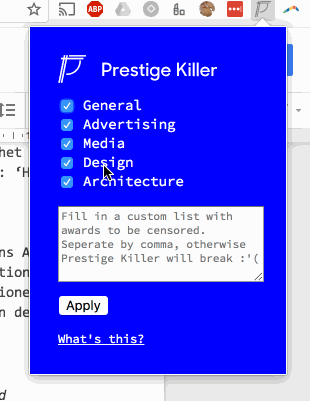 ABP
Prestige Killer
General
Advertising
Media
Design
Architecture
Fill in a custom list with
awards to be censored.
Seperate by comma, otherwise
Prestige Killer will break :'(
Apply
What's this?
het
: ‘H
ns A
tion
ione
n de
d